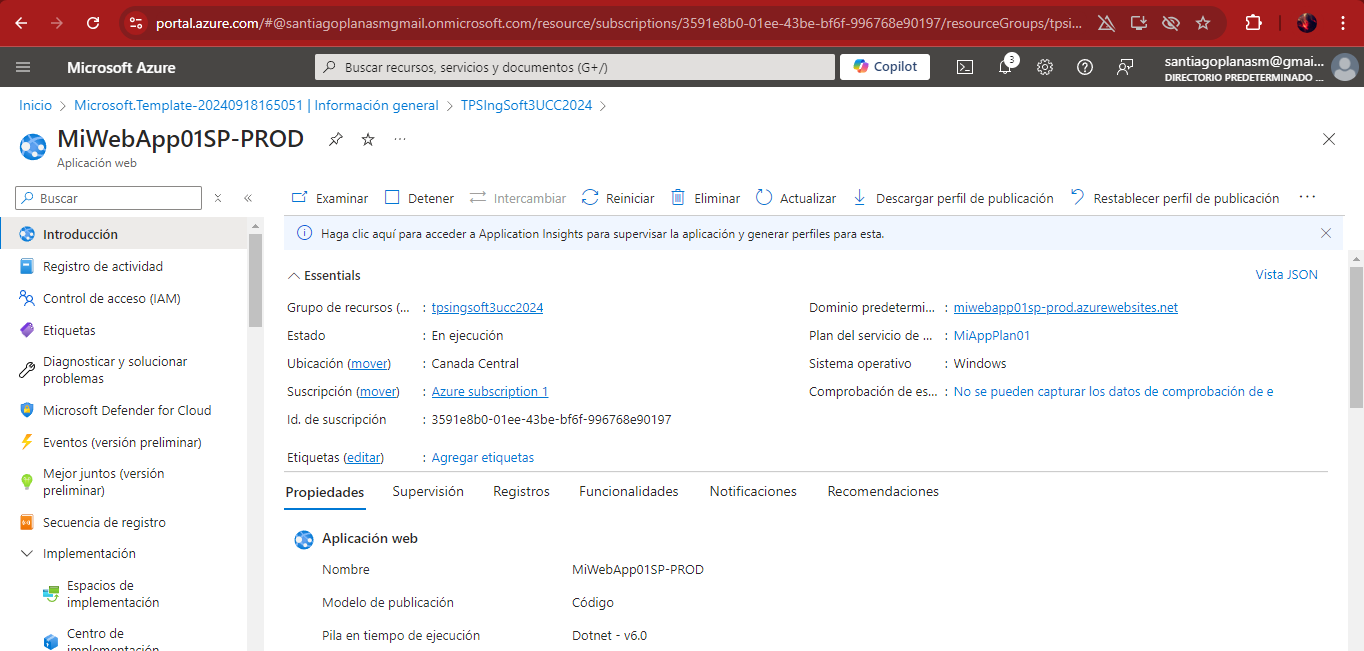 portal.azure.com/#@santiagoplanasmgmail.onmicrosoft.com/resource/subscriptions/3591e8b0-01ee-43be-bf6f-996768e90197/resourceGroups/tpsi...
Microsoft Azure
Buscar recursos, servicios y documentos (G+/)
Copilot
3
santiagoplanasm@gmai...
DIRECTORIO PREDETERMINADO ...
Inicio > Microsoft.Template-20240918165051 | Información general > TPSIngSoft3UCC2024 >
MiWebApp01SP-PROD
Aplicación web
Buscar
Examinar Detener Intercambiar Reiniciar Eliminar Actualizar Descargar perfil de publicación Restablecer perfil de publicación
Introducción
Registro de actividad
Control de acceso (IAM)
Etiquetas
Diagnosticar y solucionar
problemas
Microsoft Defender for Cloud
Eventos (versión preliminar)
Mejor juntos (versión
preliminar)
Secuencia de registro
Implementación
Espacios de
implementación
Centro de
implementación
Haga clic aquí para acceder a Application Insights para supervisar la aplicación y generar perfiles para esta.
Essentials
Vista JSON
Grupo de recursos (... : tpsingsoft3ucc2024
Estado : En ejecución
Ubicación (mover) : Canada Central
Suscripción (mover) : Azure subscription 1
Id. de suscripción : 3591e8b0-01ee-43be-bf6f-996768e90197
Dominio predetermi... : miwebapp01sp-prod.azurewebsites.net
Plan del servicio de ... : MiAppPlan01
Sistema operativo : Windows
Comprobación de es... : No se pueden capturar los datos de comprobación de e
Etiquetas (editar) : Agregar etiquetas
Propiedades Supervisión Registros Funcionalidades Notificaciones Recomendaciones
Aplicación web
Nombre MiWebApp01SP-PROD
Modelo de publicación Código
Pila en tiempo de ejecución Dotnet - v6.0